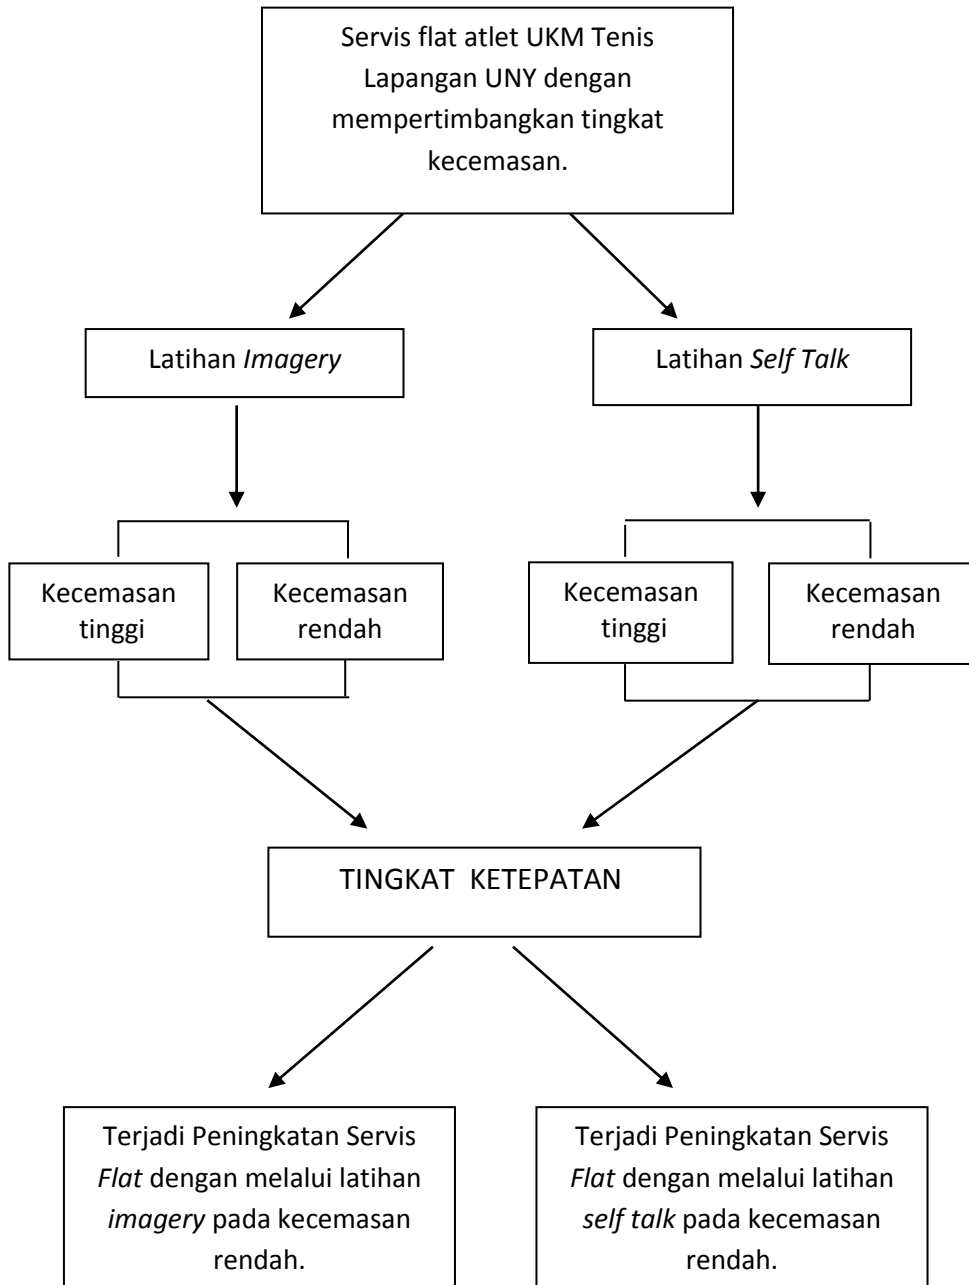 Servis flat atlet UKM Tenis
Lapangan UNY dengan
mempertimbangkan tingkat
kecemasan.
Latihan Imagery
Latihan Self Talk
Kecemasan
tinggi
Kecemasan
rendah
Kecemasan
tinggi
Kecemasan
rendah
TINGKAT KETEPATAN
Terjadi Peningkatan Servis
Flat dengan melalui latihan
imagery pada kecemasan
rendah.
Terjadi Peningkatan Servis
Flat dengan melalui latihan
self talk pada kecemasan
rendah.